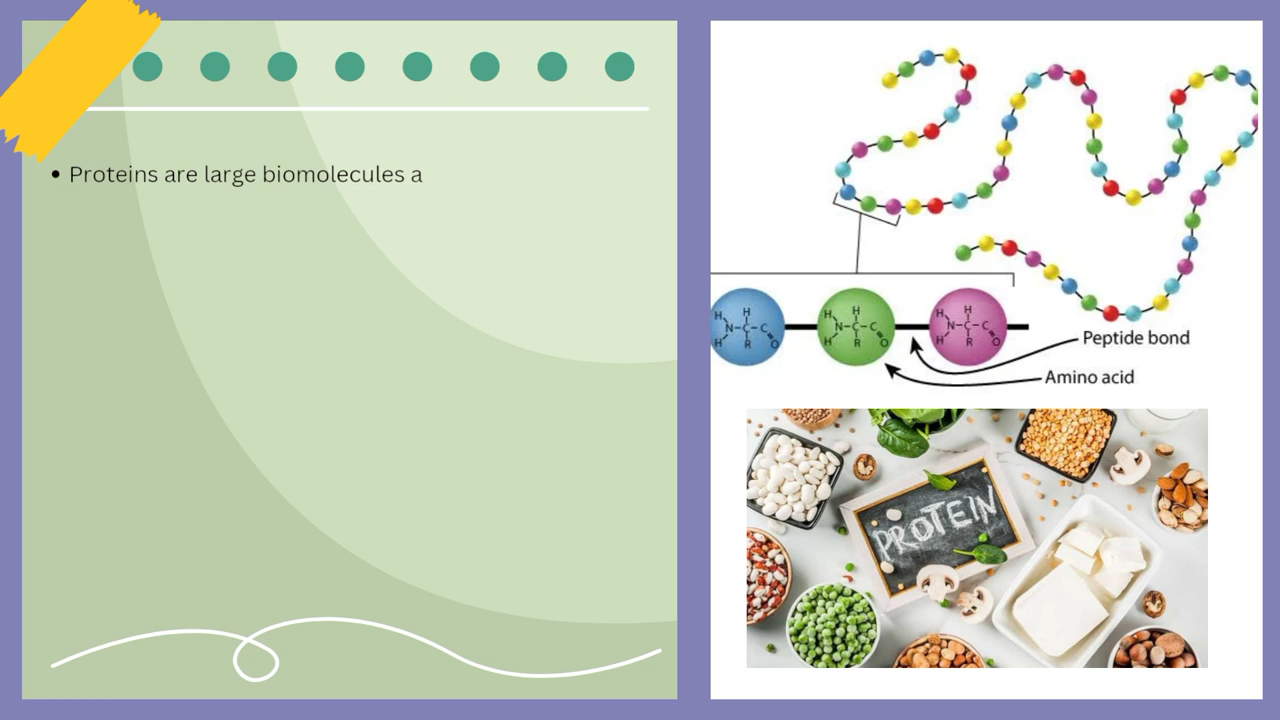 • Proteins are large biomolecules a
H
H
N
C
C
H
R
O
H
H
N
C
C
H
R
O
H
H
N
C
C
H
R
O
Peptide bond
Amino acid
PROTEIN